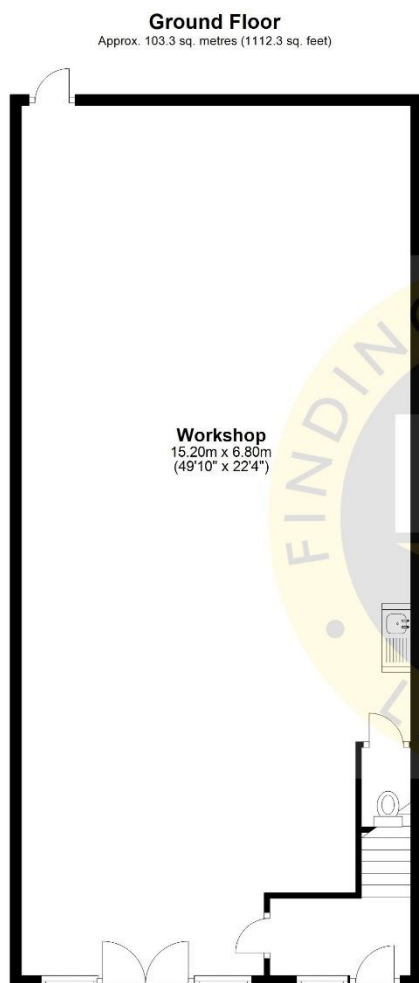 Ground Floor
Approx. 103.3 sq. metres (1112.3 sq. feet)
Workshop
15.20m x 6.80m
(49'10" x 22'4")
FINDING